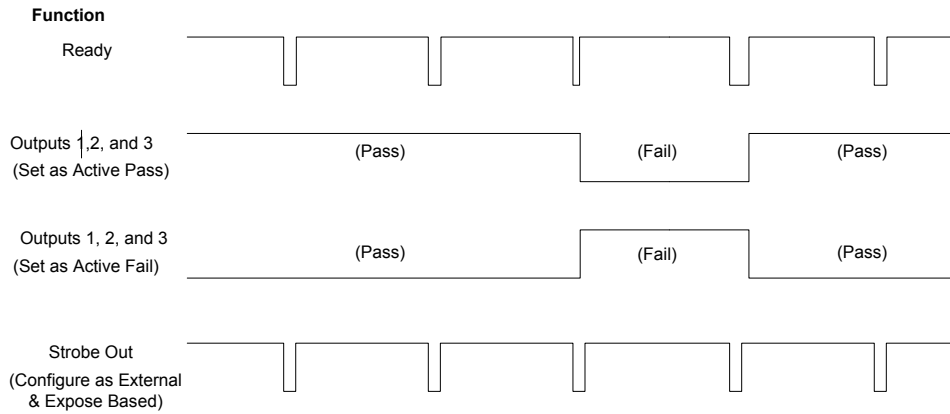 Function
Ready
Outputs 1,2, and 3
(Set as Active Pass)
(Pass)
(Fail)
(Pass)
Outputs 1, 2, and 3
(Set as Active Fail)
(Pass)
(Fail)
(Pass)
Strobe Out
(Configure as External
& Expose Based)